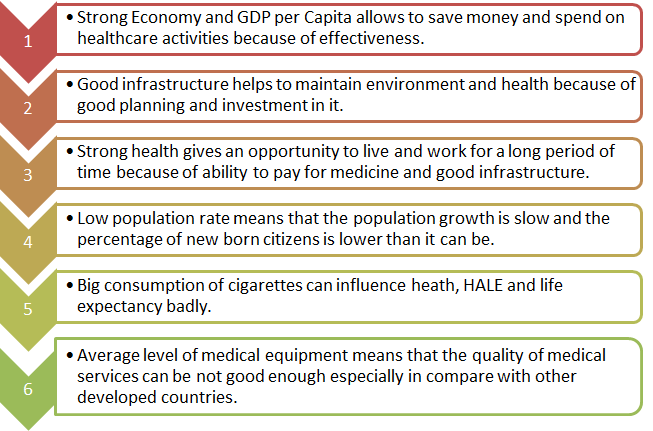 1
• Strong Economy and GDP per Capita allows to save money and spend on
healthcare activities because of effectiveness.
2
• Good infrastructure helps to maintain environment and health because of
good planning and investment in it.
3
• Strong health gives an opportunity to live and work for a long period of
time because of ability to pay for medicine and good infrastructure.
4
• Low population rate means that the population growth is slow and the
percentage of new born citizens is lower than it can be.
5
• Big consumption of cigarettes can influence heath, HALE and life
expectancy badly.
6
• Average level of medical equipment means that the quality of medical
services can be not good enough especially in compare with other
developed countries.